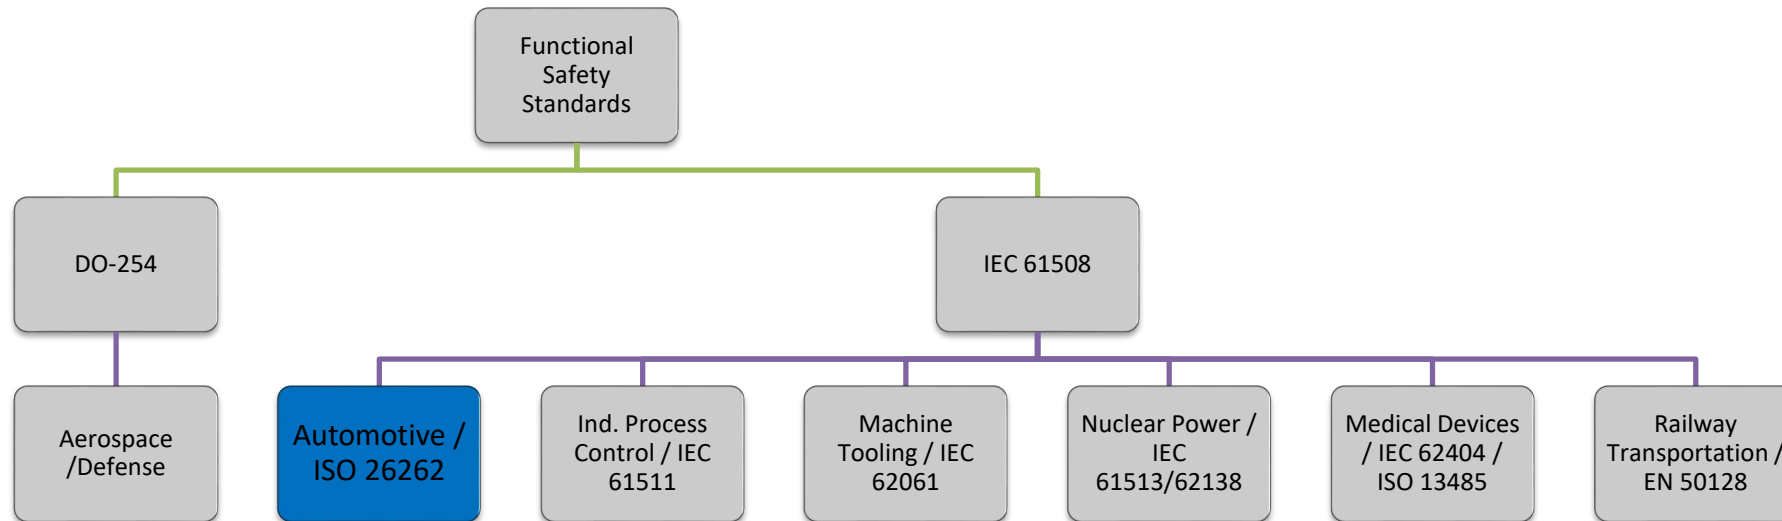 Functional
Safety
Standards
DO-254
IEC 61508
Aerospace
/Defense
Automotive /
ISO 26262
Ind. Process
Control / IEC
61511
Machine
Tooling / IEC
62061
Nuclear Power /
IEC
61513/62138
Medical Devices
/ IEC 62404 /
ISO 13485
Railway
Transportation /
EN 50128